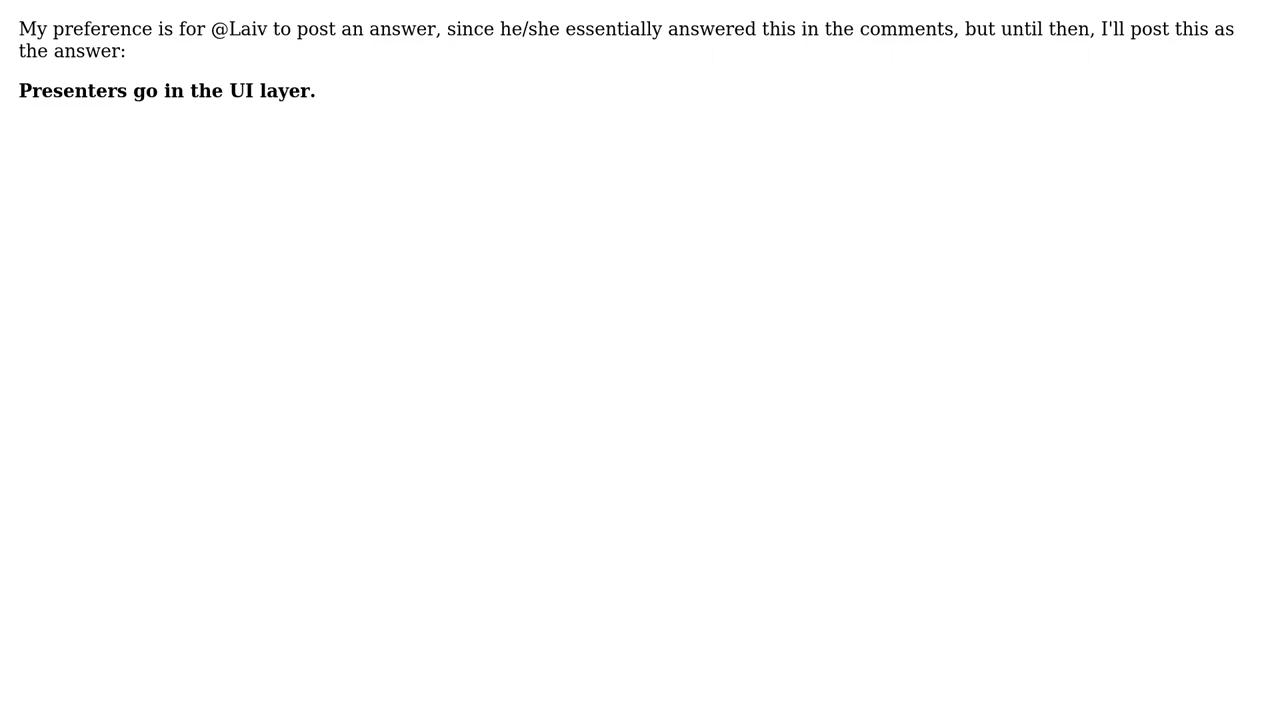 My preference is for @Laiv to post an answer, since he/she essentially answered this in the comments, but until then, I'll post this as
the answer:
Presenters go in the UI layer.